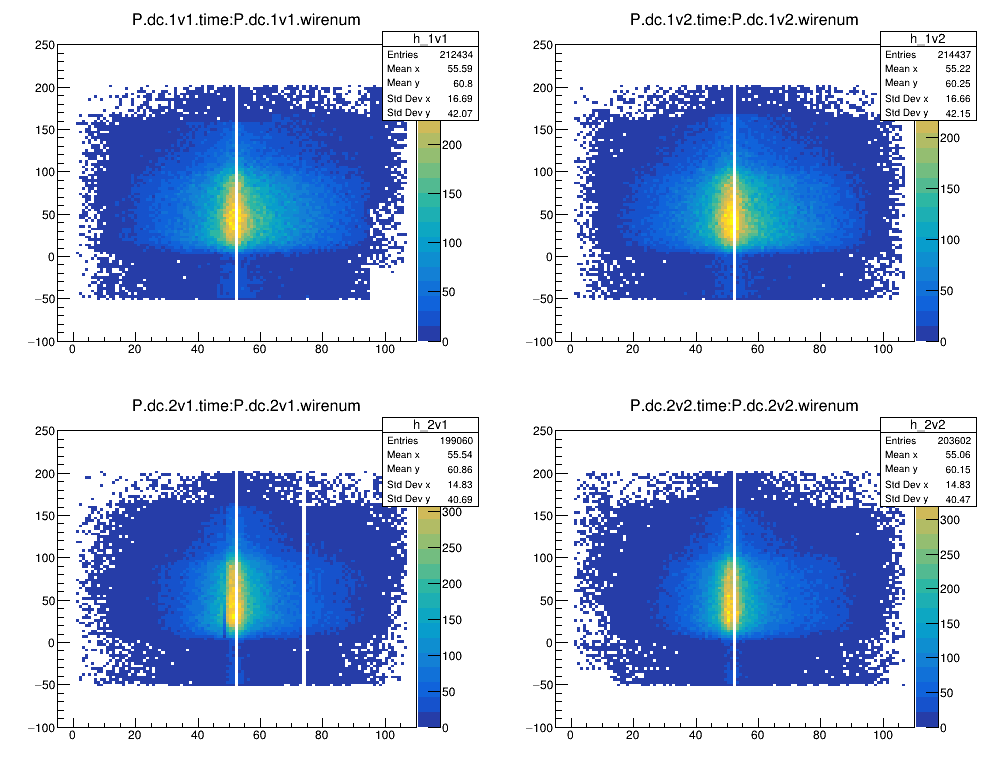 P.dc.1v1.time:P.dc.1v1.wirenum
h_1v1
Entries 212434
Mean x 55.59
Mean y 60.8
Std Dev x 16.69
Std Dev y 42.07
250
200
150
100
50
0
−50
−100
0 20 40 60 80 100
200
150
100
50
0
P.dc.1v2.time:P.dc.1v2.wirenum
h_1v2
Entries 214437
Mean x 55.22
Mean y 60.25
Std Dev x 16.66
Std Dev y 42.15
250
200
150
100
50
0
−50
−100
0 20 40 60 80 100
200
150
100
50
0
P.dc.2v1.time:P.dc.2v1.wirenum
h_2v1
Entries 199060
Mean x 55.54
Mean y 60.86
Std Dev x 14.83
Std Dev y 40.69
250
200
150
100
50
0
−50
−100
0 20 40 60 80 100
300
250
200
150
100
50
0
P.dc.2v2.time:P.dc.2v2.wirenum
h_2v2
Entries 203602
Mean x 55.06
Mean y 60.15
Std Dev x 14.83
Std Dev y 40.47
250
200
150
100
50
0
−50
−100
0 20 40 60 80 100
300
250
200
150
100
50
0